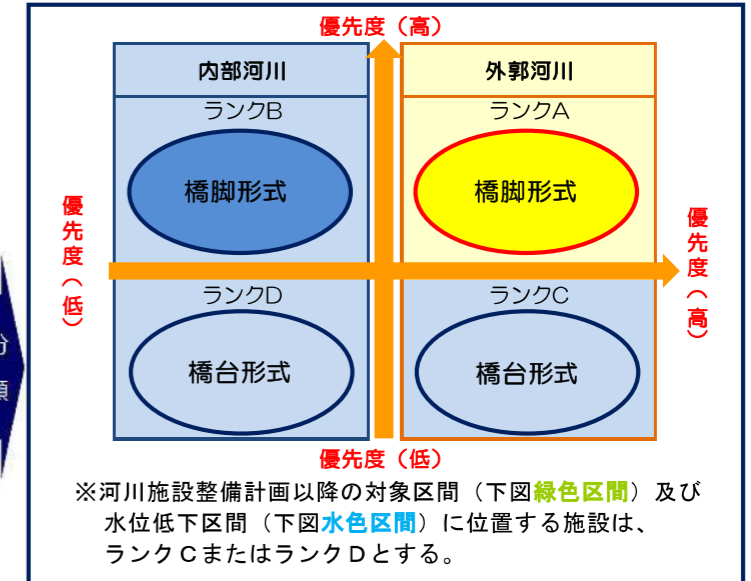 優先度（高）
内部河川
外郭河川
ランクB
ランクA
橋脚形式
橋脚形式
優先度（低）
優先度（高）
ランクD
ランクC
橋台形式
橋台形式
優先度（低）
分
※河川施設整備計画以降の対象区間（下図緑色区間）及び
水位低下区間（下図水色区間）に位置する施設は、
ランクＣまたはランクＤとする。